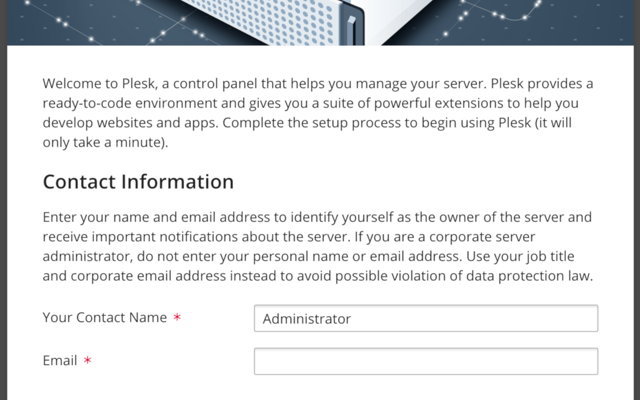 Welcome to Plesk, a control panel that helps you manage your server. Plesk provides a
ready-to-code environment and gives you a suite of powerful extensions to help you
develop websites and apps. Complete the setup process to begin using Plesk (it will
only take a minute).
Contact Information
Enter your name and email address to identify yourself as the owner of the server and
receive important notifications about the server. If you are a corporate server
administrator, do not enter your personal name or email address. Use your job title
and corporate email address instead to avoid possible violation of data protection law.
Your Contact Name * Administrator
Email *